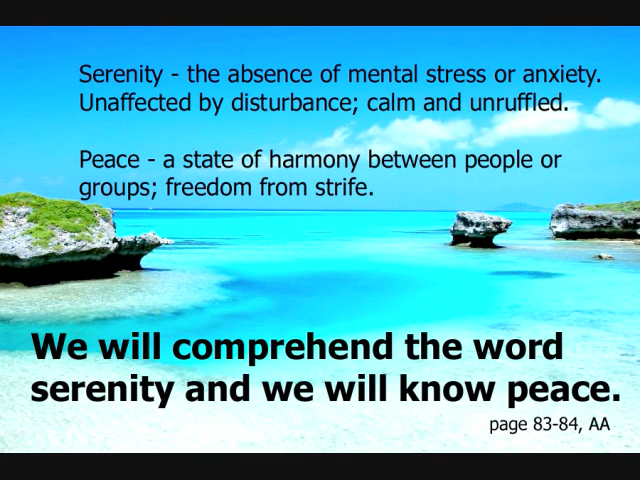 Serenity - the absence of mental stress or anxiety.
Unaffected by disturbance; calm and unruffled.
Peace - a state of harmony between people or
groups; freedom from strife.
We will comprehend the word
serenity and we will know peace.
page 83-84, AA